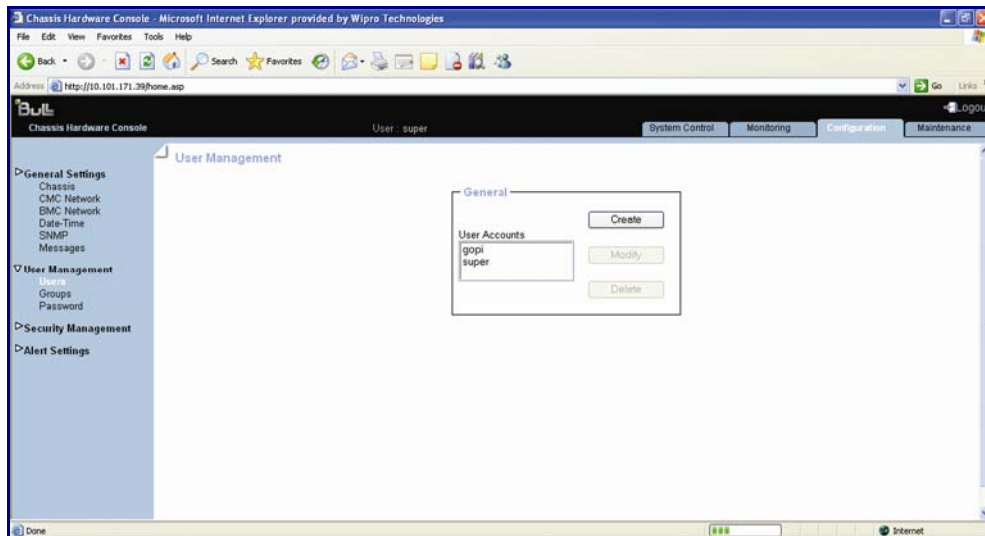 Chassis Hardware Console - Microsoft Internet Explorer provided by Wipro Technologies
File Edit View Favorites Tools Help
Back Search Favorites
Address http://10.101.171.39/home.asp Go Links
Bull Logou
Chassis Hardware Console User : super System Control Monitoring Configuration Maintenance
User Management
General Settings
Chassis
CMC Network
BMC Network
Date-Time
SNMP
Messages
User Management
Users
Groups
Password
Security Management
Alert Settings
General
User Accounts
gopi
super
Create
Modify
Delete
Done Internet